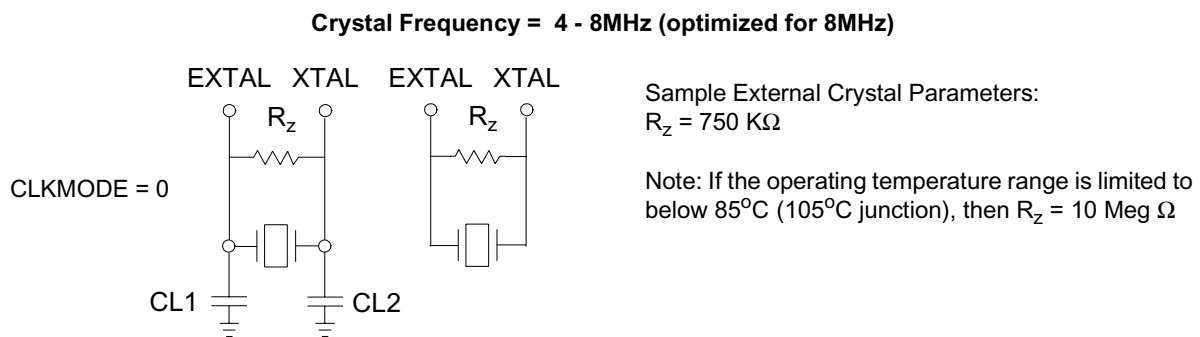 Crystal Frequency = 4 - 8MHz (optimized for 8MHz)
EXTAL XTAL EXTAL XTAL
Rz Rz
CLKMODE = 0
CL1 CL2
Sample External Crystal Parameters:
Rz = 750 KΩ
Note: If the operating temperature range is limited to
below 85oC (105oC junction), then Rz = 10 Meg Ω